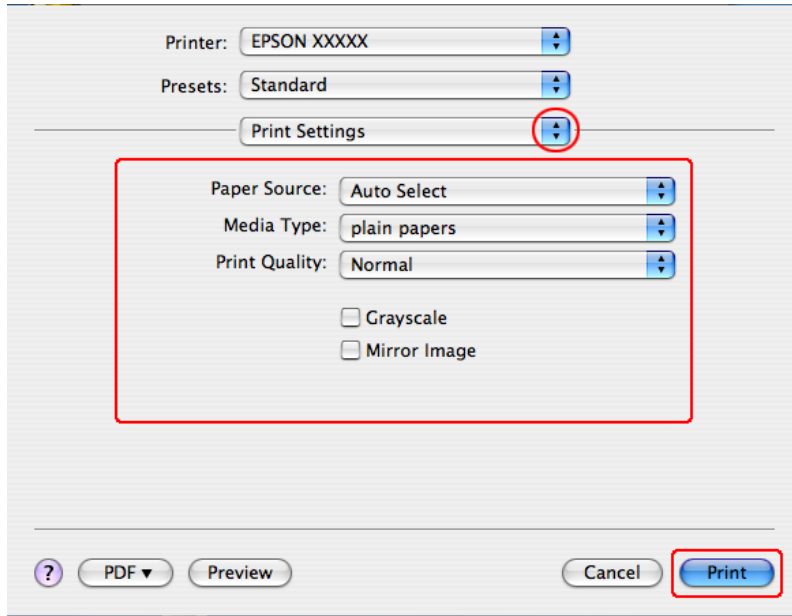 Printer: EPSON XXXXX
Presets: Standard
Print Settings
Paper Source: Auto Select
Media Type: plain papers
Print Quality: Normal
Grayscale
Mirror Image
? PDF▼ Preview Cancel Print